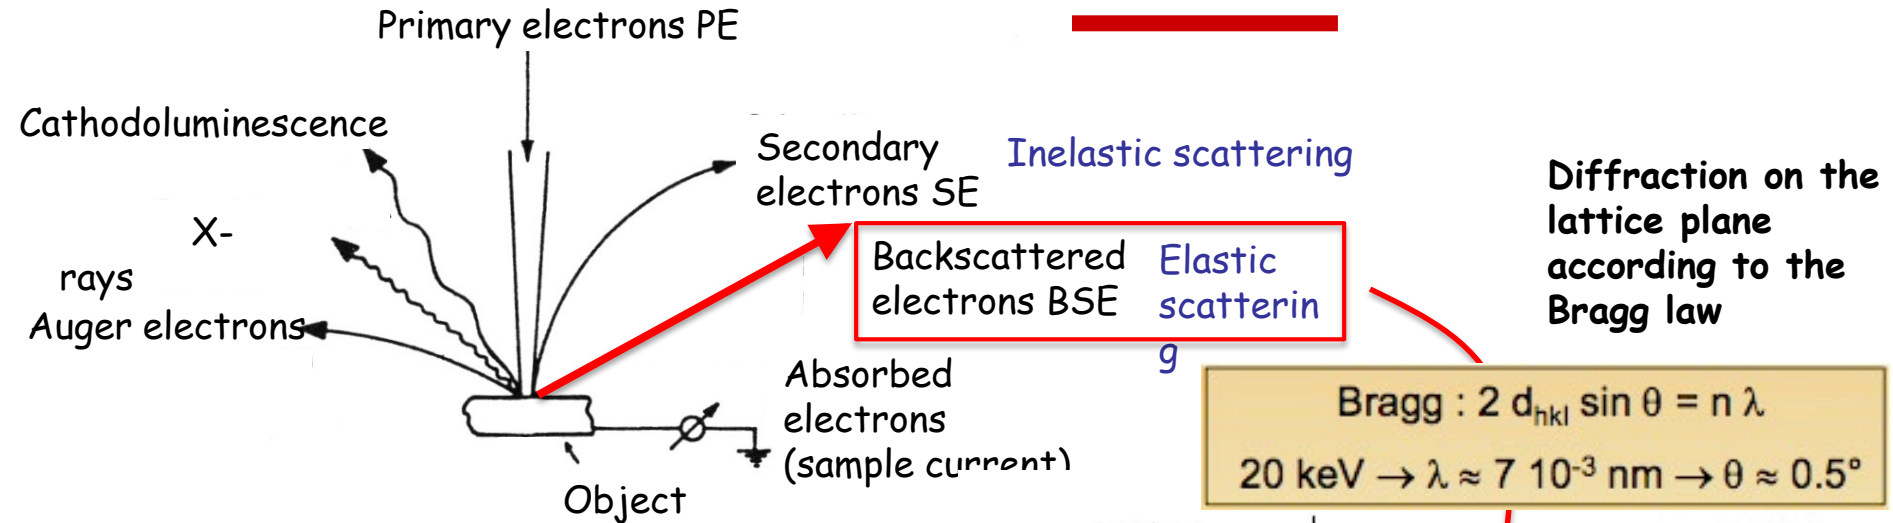 Primary electrons PE
Cathodoluminescence
Secondary
electrons SE
Inelastic scattering
X-
rays
Auger electrons
Backscattered
electrons BSE
Elastic
scatterin
g
Diffraction on the
lattice plane
according to the
Bragg law
Absorbed
electrons
(sample current)
Object
Bragg : 2 dₕₖₗ sin θ = n λ
20 keV → λ ≈ 7 10⁻³ nm → θ ≈ 0.5°